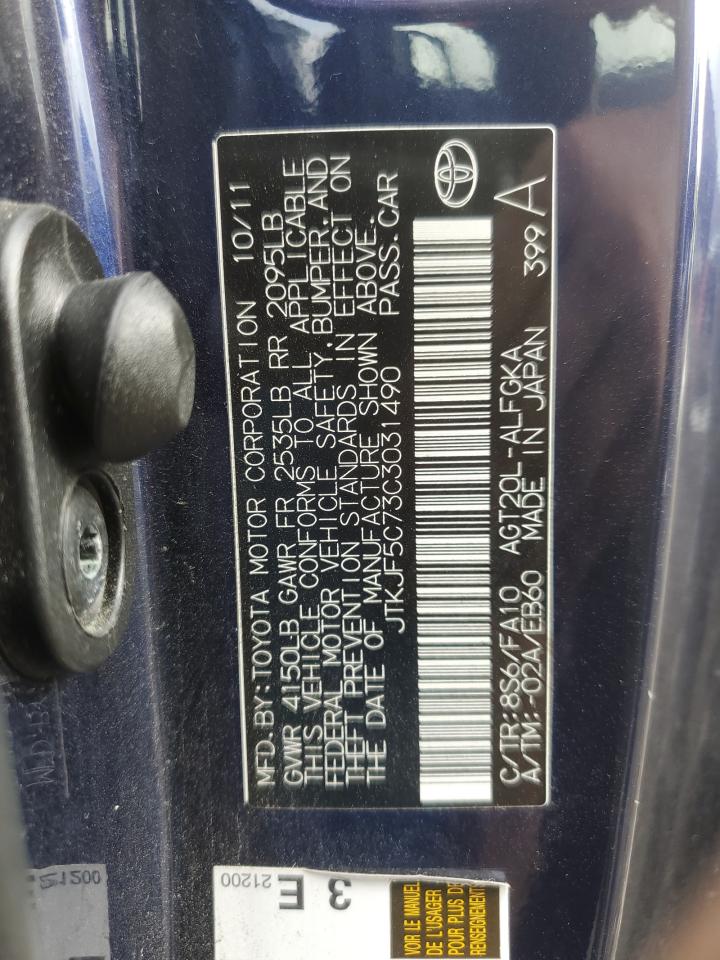 MFD. BY:TOYOTA MOTOR CORPORATION 10/11
GVWR 4150LB GAWR FR 2535LB RR 2095LB
THIS VEHICLE CONFORMS TO ALL APPLICABLE
FEDERAL MOTOR VEHICLE SAFETY,BUMPER,AND
THEFT PREVENTION STANDARDS IN EFFECT ON
THE DATE OF MANUFACTURE SHOWN ABOVE.
JTKJF5C73C3031490 PASS.CAR
C/TR:8S6/FA10 AGT20L-ALFGKA 399A
A/TM:-02A/EB60 MADE IN JAPAN
3 E
21200
21200
VOIR LE MANUEL
DE L'USAGER
POUR PLUS DE
RENSEIGNEMENTS